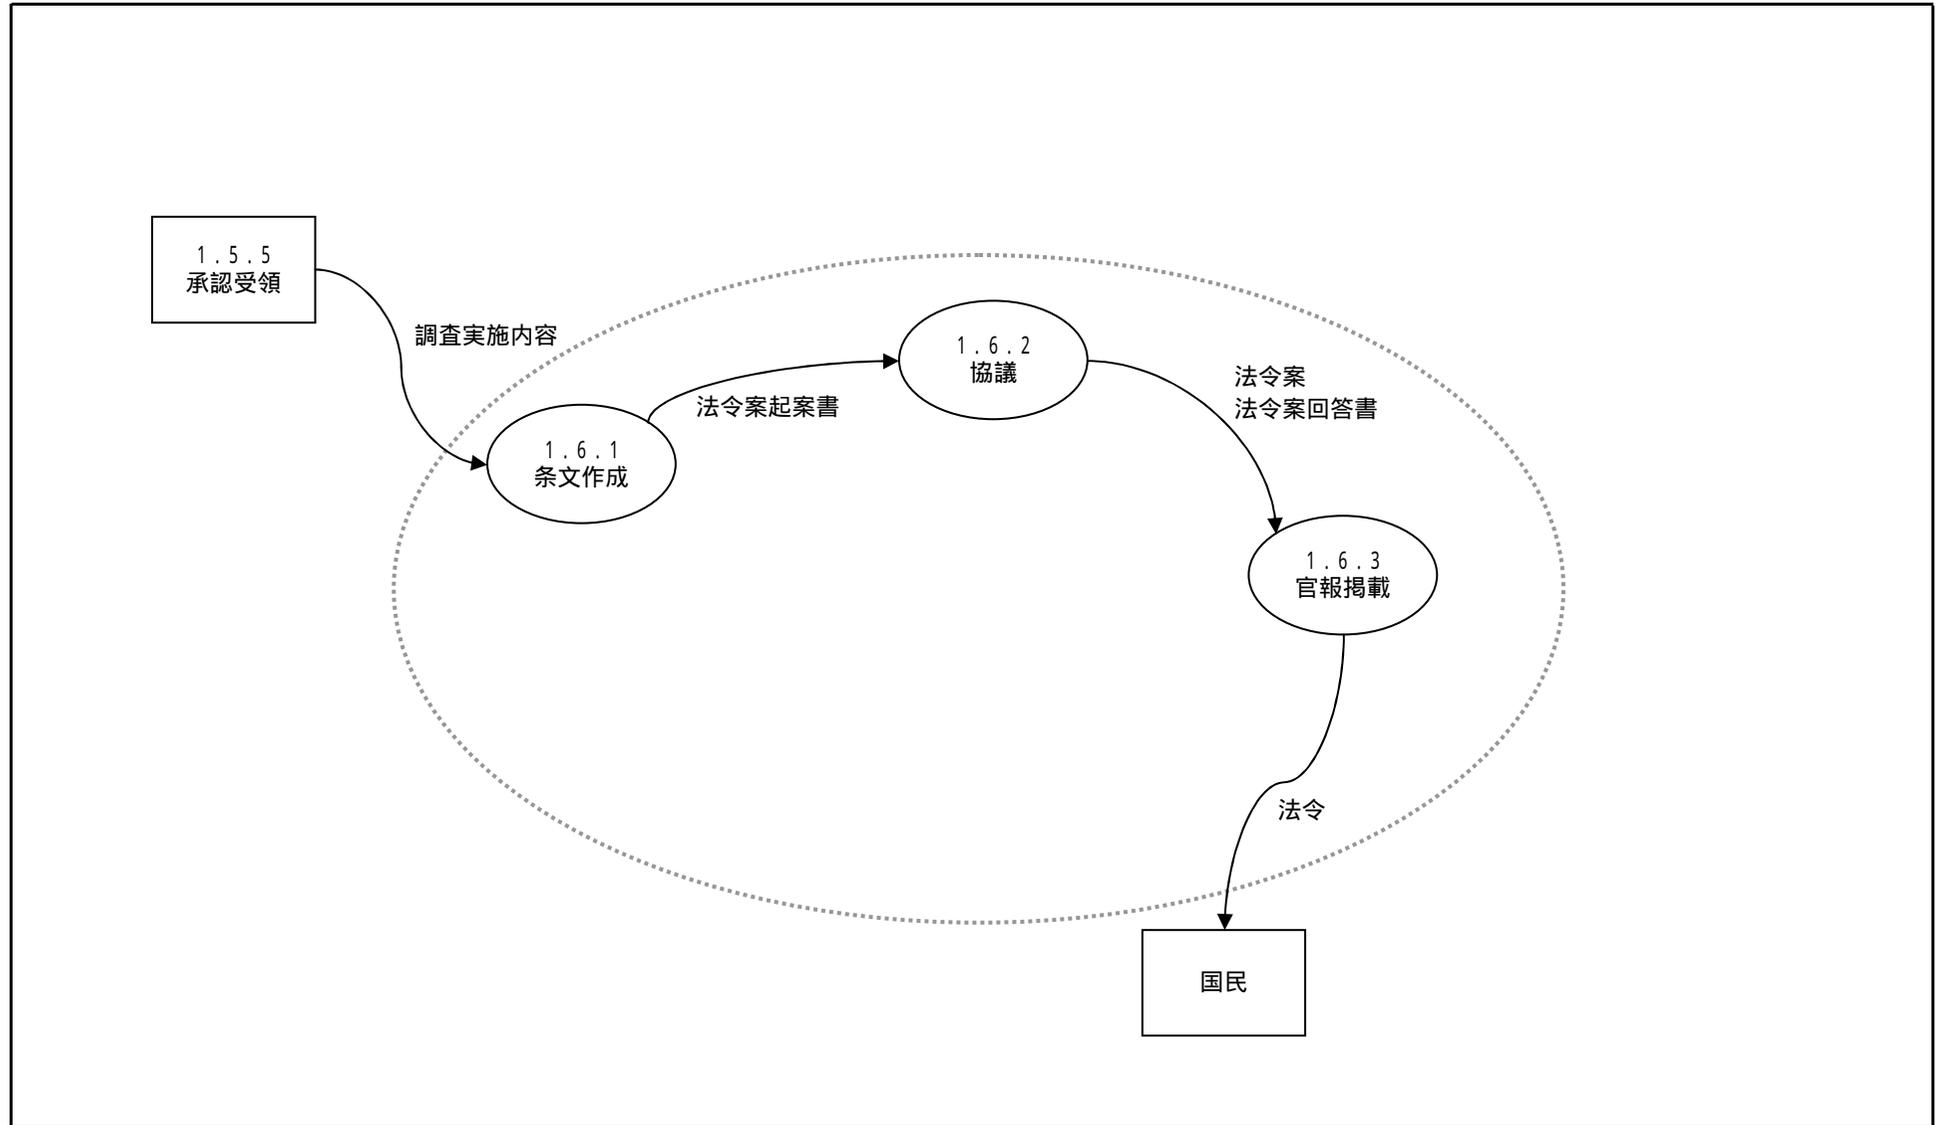 1.5.5
承認受領
調査実施内容
1.6.1
条文作成
法令案起案書
1.6.2
協議
法令案
法令案回答書
1.6.3
官報掲載
法令
国民